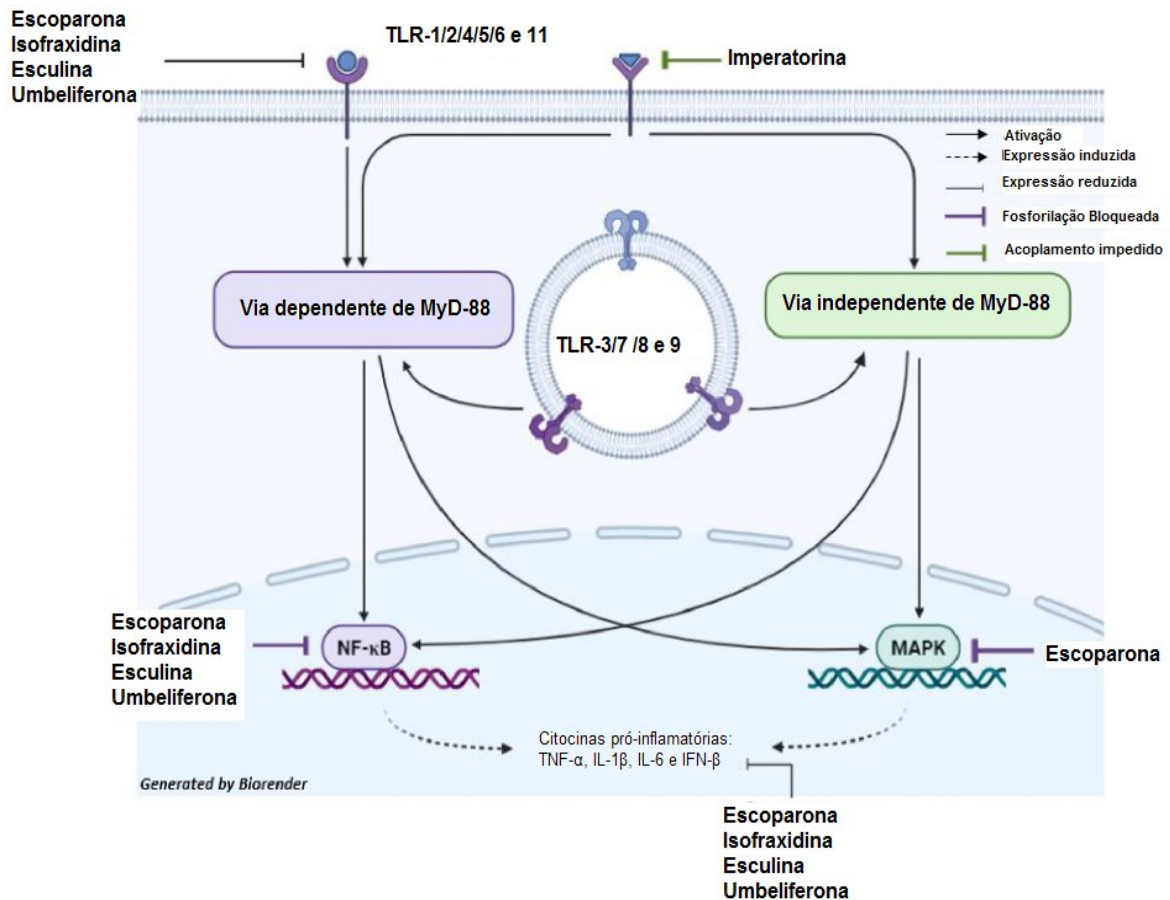 Escoparona
Isofraxidina
Esculina
Umbeliferona
TLR-1/2/4/5/6 e 11
Imperatorina
Ativação
Expressão induzida
Expressão reduzida
Fosforilação Bloqueada
Acoplamento impedido
Via dependente de MyD-88
TLR-3/7 /8 e 9
Via independente de MyD-88
Escoparona
Isofraxidina
Esculina
Umbeliferona
NF-κB
MAPK
Escoparona
Citocinas pró-inflamatórias:
TNF-α, IL-1β, IL-6 e IFN-β
Generated by Biorender
Escoparona
Isofraxidina
Esculina
Umbeliferona